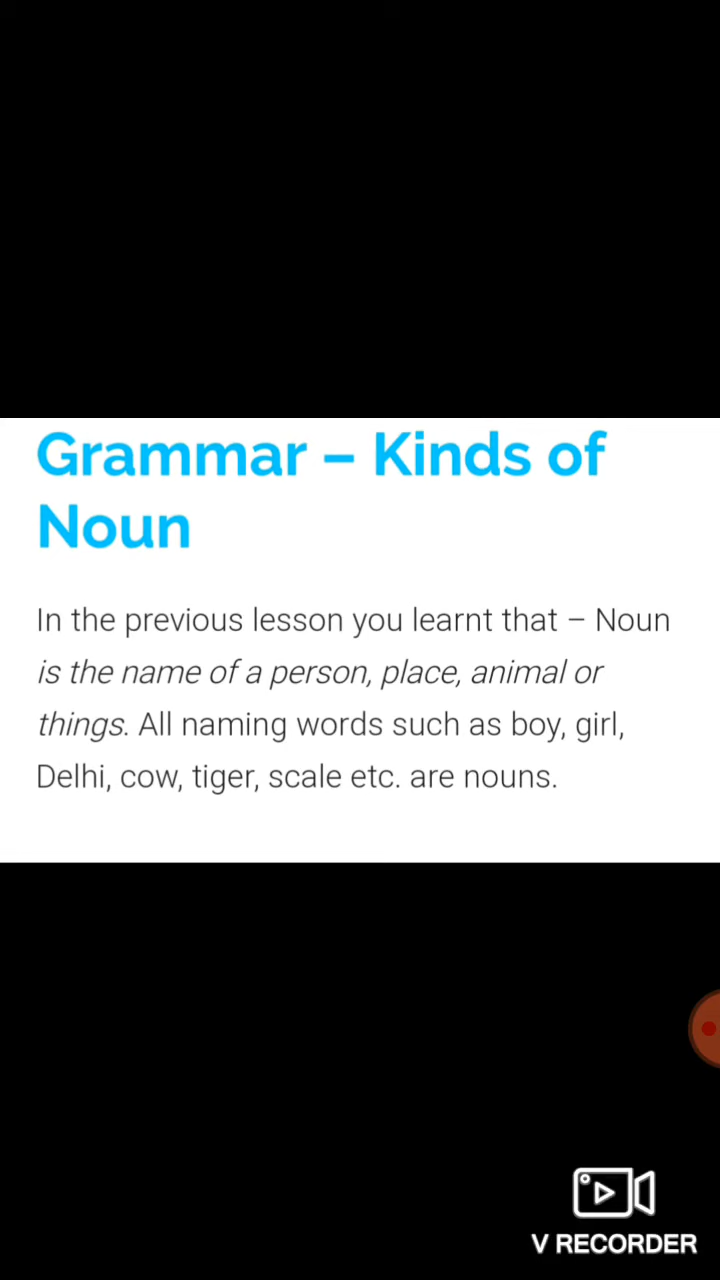 Grammar – Kinds of
Noun
In the previous lesson you learnt that – Noun
is the name of a person, place, animal or
things. All naming words such as boy, girl,
Delhi, cow, tiger, scale etc. are nouns.
V RECORDER